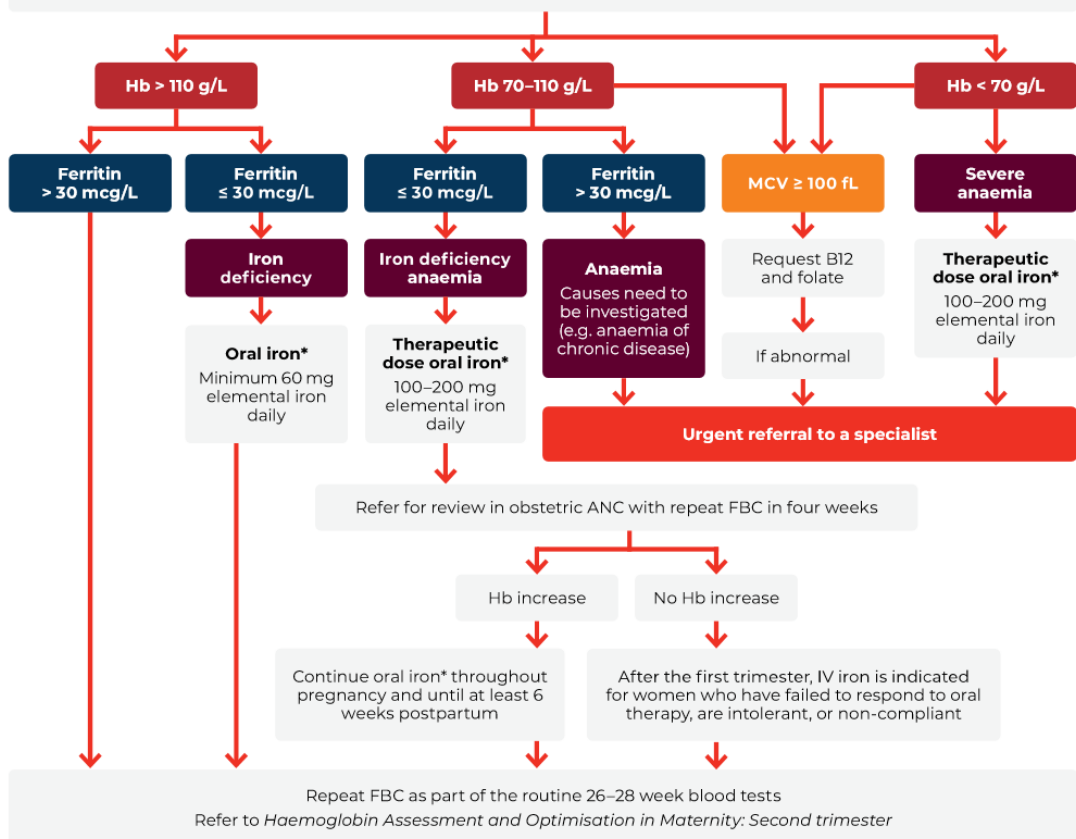 Hb > 110 g/L
Hb 70–110 g/L
Hb < 70 g/L
Ferritin
> 30 mcg/L
Ferritin
≤ 30 mcg/L
Ferritin
≤ 30 mcg/L
Ferritin
> 30 mcg/L
MCV ≥ 100 fL
Severe
anaemia
Iron
deficiency
Iron deficiency
anaemia
Anaemia
Causes need to
be investigated
(e.g. anaemia of
chronic disease)
Request B12
and folate
Therapeutic
dose oral iron*
100–200 mg
elemental iron
daily
Oral iron*
Minimum 60 mg
elemental iron
daily
Therapeutic
dose oral iron*
100–200 mg
elemental iron
daily
If abnormal
Urgent referral to a specialist
Refer for review in obstetric ANC with repeat FBC in four weeks
Hb increase
No Hb increase
Continue oral iron* throughout
pregnancy and until at least 6
weeks postpartum
After the first trimester, IV iron is indicated
for women who have failed to respond to oral
therapy, are intolerant, or non-compliant
Repeat FBC as part of the routine 26–28 week blood tests
Refer to Haemoglobin Assessment and Optimisation in Maternity: Second trimester